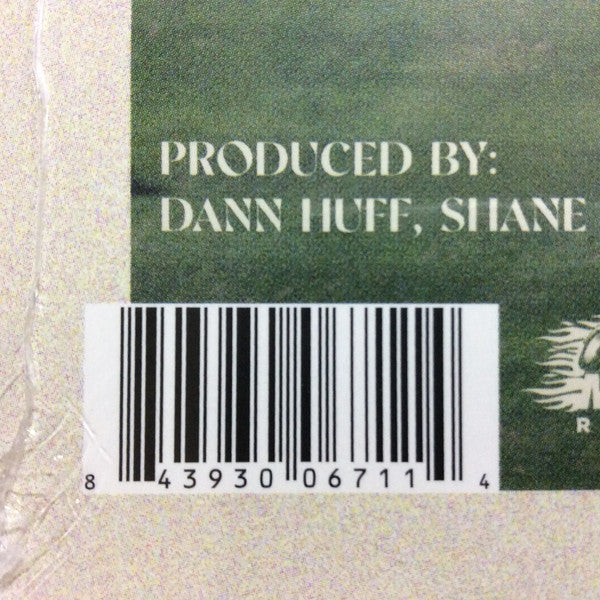 PRODUCED BY:
DANN HUFF, SHANE
8 43930 06711 4